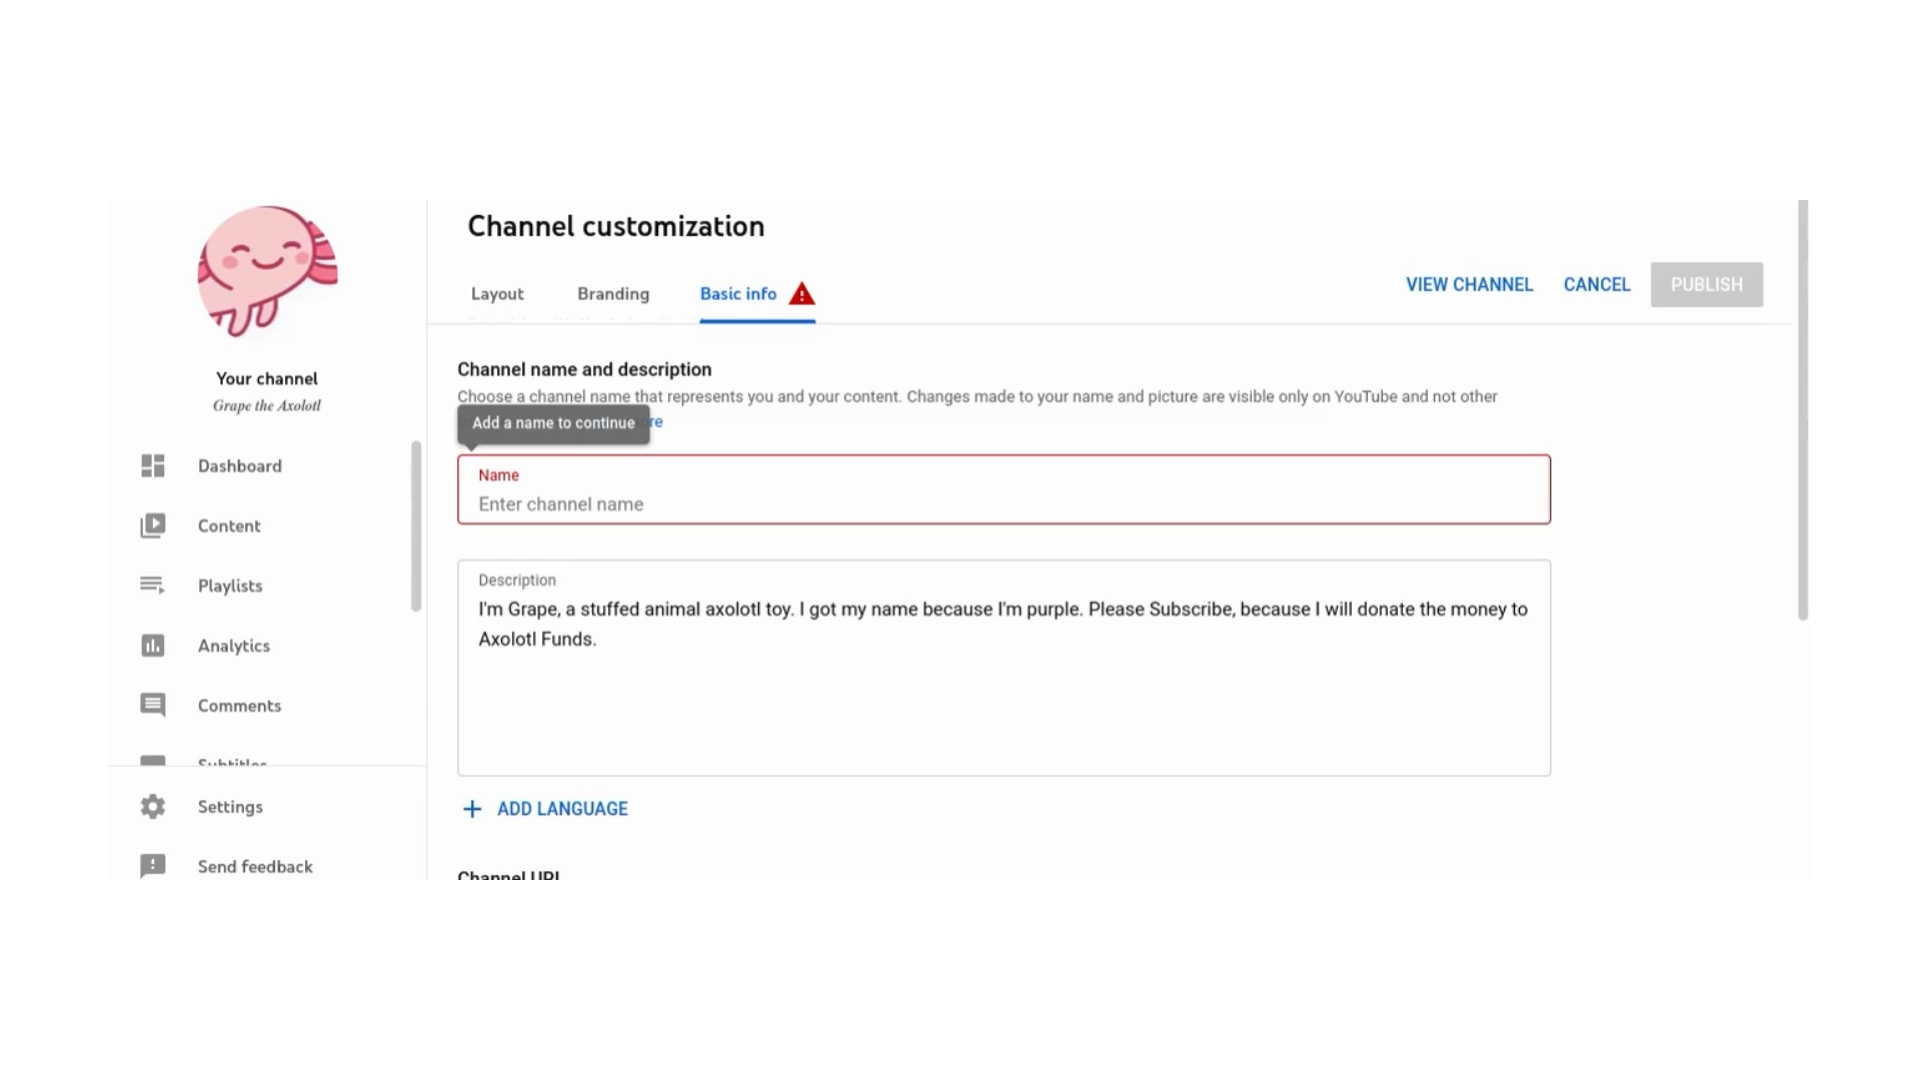 Channel customization
Layout
Branding
Basic info
VIEW CHANNEL
CANCEL
PUBLISH
Your channel
Grape the Axolotl
Dashboard
Content
Playlists
Analytics
Comments
Subtitles
Settings
Send feedback
Channel name and description
Choose a channel name that represents you and your content. Changes made to your name and picture are visible only on YouTube and not other
re
Add a name to continue
Name
Enter channel name
Description
I'm Grape, a stuffed animal axolotl toy. I got my name because I'm purple. Please Subscribe, because I will donate the money to
Axolotl Funds.
ADD LANGUAGE
Channel URL